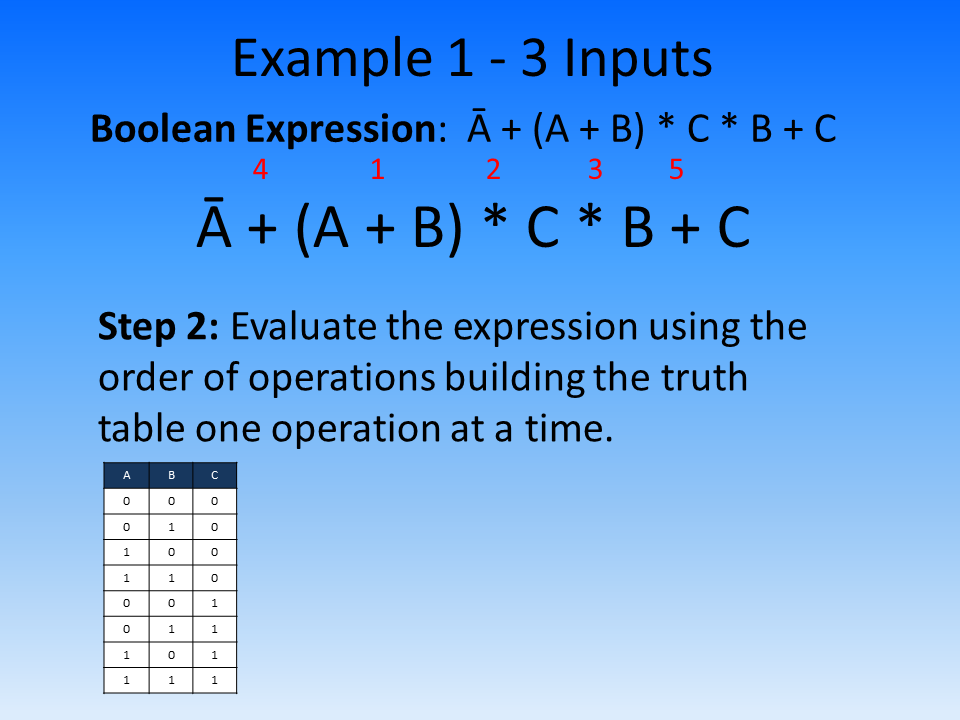 Example 1 - 3 Inputs
Boolean Expression: Ā + (A + B) * C * B + C
4 1 2 3 5
Ā + (A + B) * C * B + C
Step 2: Evaluate the expression using the
order of operations building the truth
table one operation at a time.
A B C
0 0 0
0 1 0
1 0 0
1 1 0
0 0 1
0 1 1
1 0 1
1 1 1